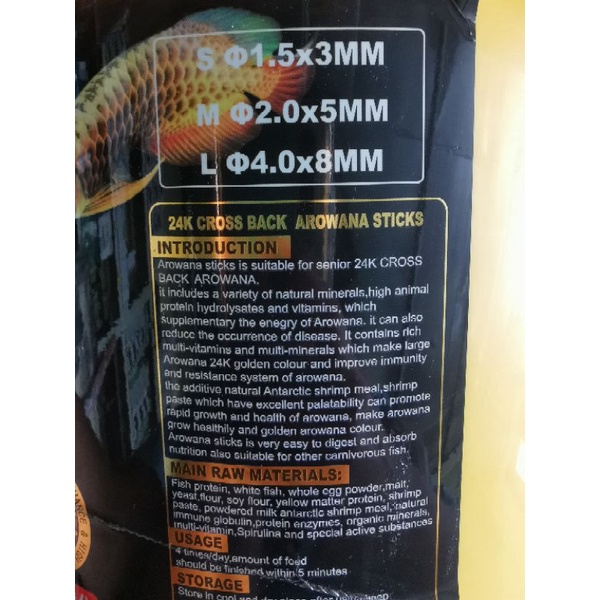 S Φ1.5x3MM
M Φ2.0x5MM
L Φ4.0x8MM
24K CROSS BACK AROWANA STICKS
INTRODUCTION
Arowana sticks is suitable for senior 24K CROSS
BACK AROWANA.
it includes a variety of natural minerals,high animal
protein hydrolysates and vitamins, which
supplementary the enegry of Arowana. it can also
reduce the occurrence of disease. It contains rich
multi-vitamins and multi-minerals which make large
Arowana 24K golden colour and improve immunity
and resistance system of arowana.
the additive natural Antarctic shrimp meal,shrimp
paste which have excellent palatability can promote
rapid growth and health of arowana, make arowana
grow healthily and golden arowana colour.
Arowana sticks is very easy to digest and absorb
nutrition also suitable for other carnivorous fish.
MAIN RAW MATERIALS:
Fish protein, white fish, whole egg powder,malt,
yeast,flour, soy flour, yellow matter protein, shrimp
paste, powdered milk antarctic shrimp meal, natural
immune globulin,protein enzymes, organic minerals,
multi-vitamin,Spirulina and special active substances
USAGE
4 times/day,amount of food
should be finished within 5 minutes
STORAGE
Store in cool and dry place after